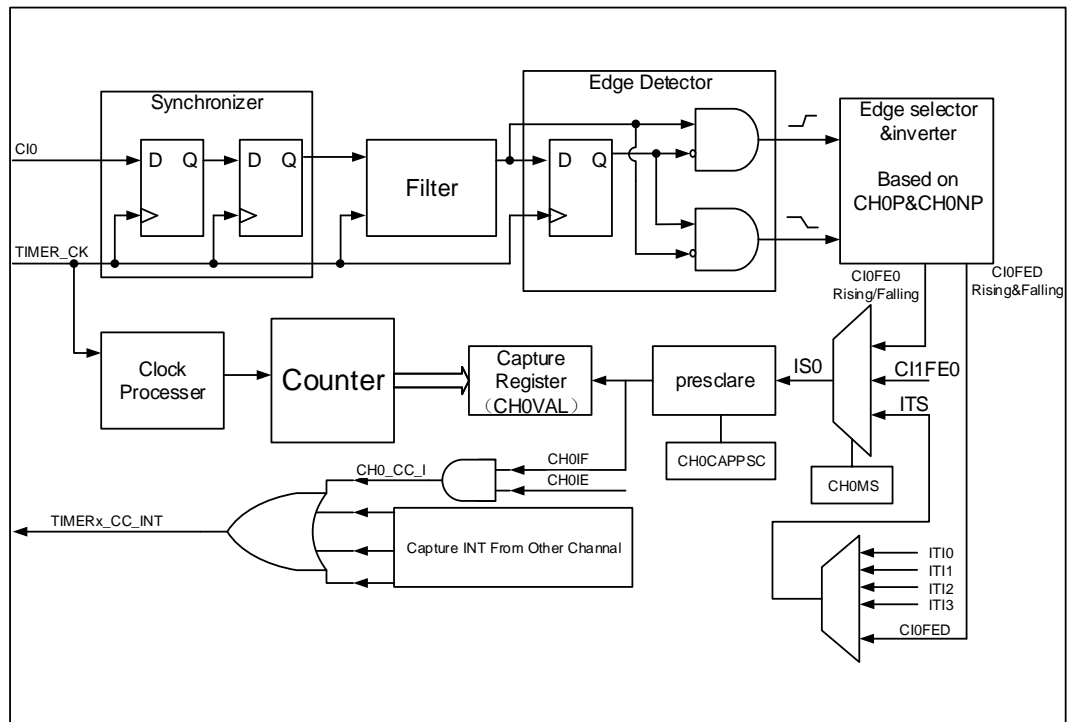 Synchronizer
Edge Detector
CI0
D Q
D Q
Filter
D Q
Edge selector
&inverter
Based on
CH0P&CH0NP
TIMER_CK
CI0FE0
Rising/Falling
CI0FED
Rising&Falling
Clock
Processer
Counter
Capture
Register
（CH0VAL）
presclare
IS0
CI1FE0
ITS
CH0CAPPSC
CH0MS
CH0_CC_I
CH0IF
CH0IE
TIMERx_CC_INT
Capture INT From Other Channel
ITI0
ITI1
ITI2
ITI3
CI0FED